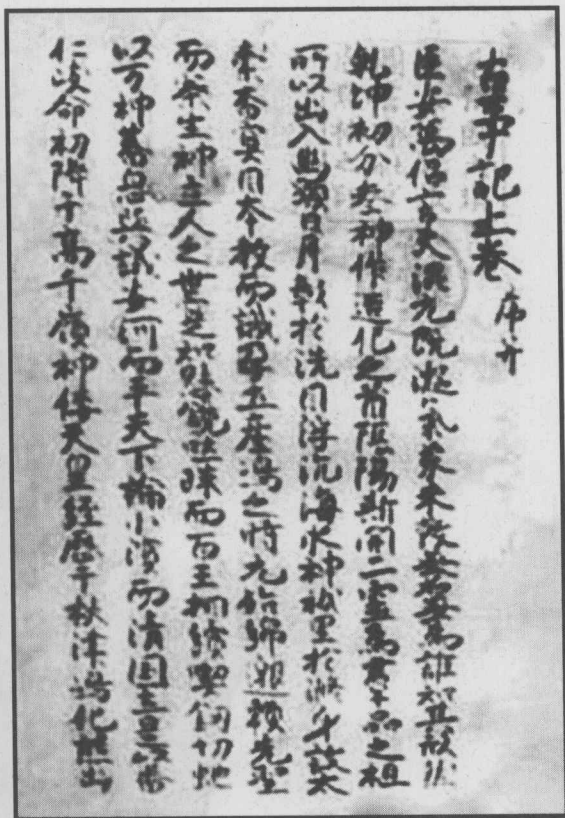 古事記上卷 序并
臣安萬侶言夫混元既凝气象未效無名無爲誰知其形然
乾坤初分參神作造化之首陰陽斯開二靈爲群品之祖
所以出入幽顯日月彰於洗目浮沉海水神祇呈於滌身故太
素杳冥因本教而識孕土産嶋之時元始綿邈頼先聖
而察生神立人之世寔知懸鏡吐珠而百王相續喫釼切虵
以万神蕃息與議安河而平天下論小濱而清国土是以番
仁岐命初降于高千嶺神倭天皇經歷于秋津嶋化熊出